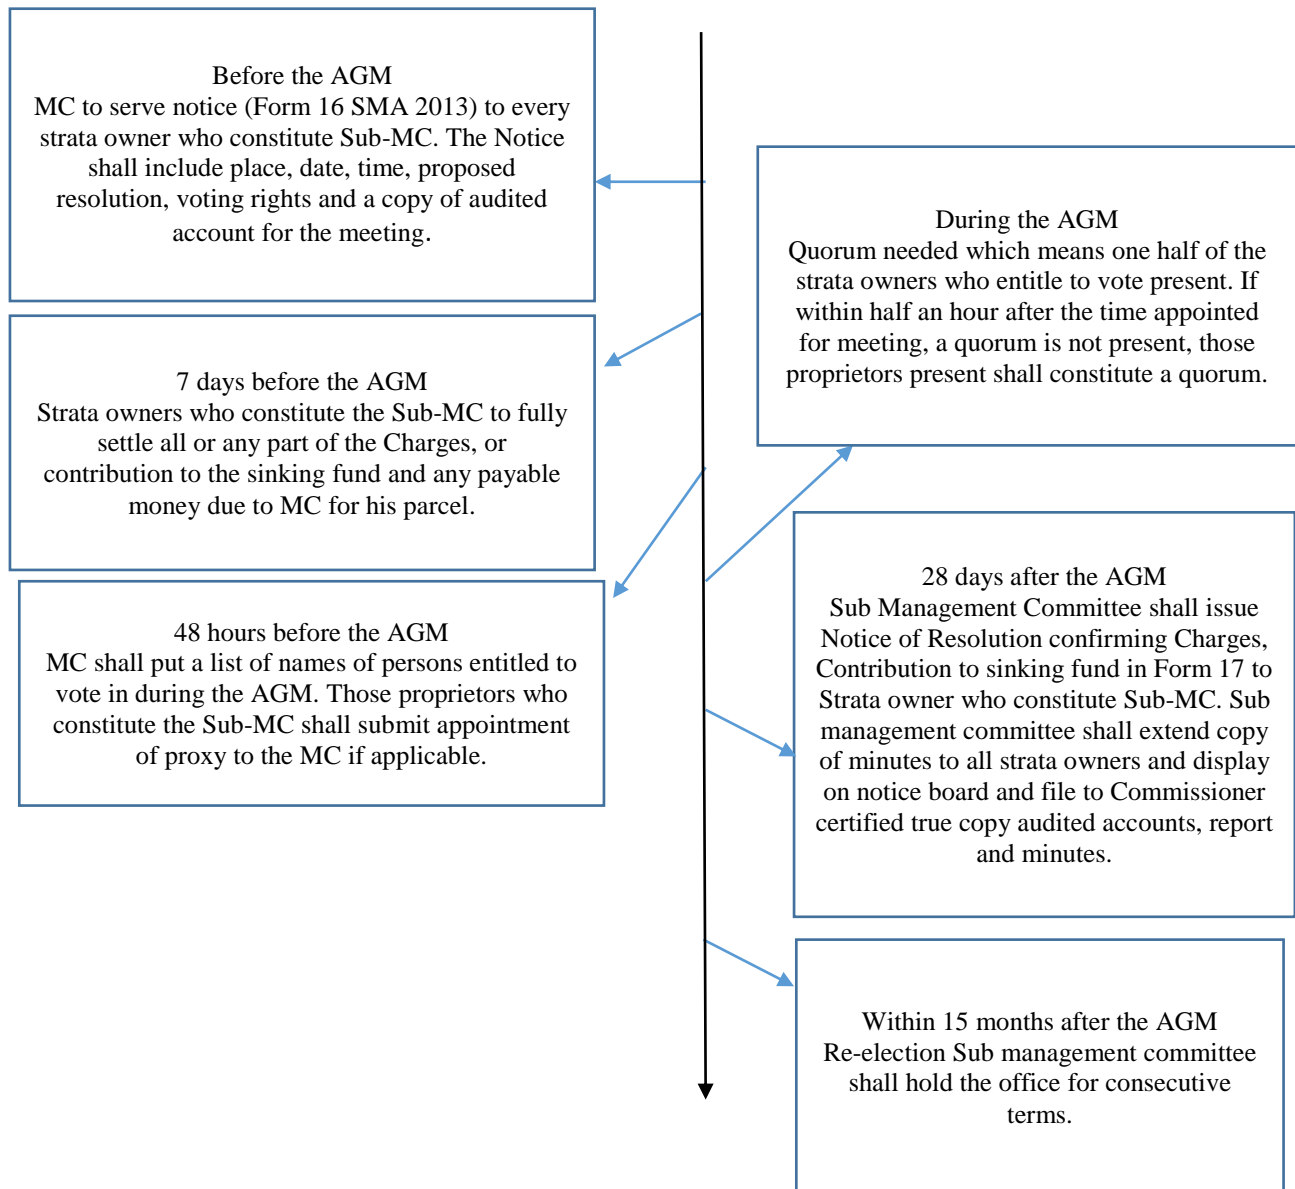 Before the AGM
MC to serve notice (Form 16 SMA 2013) to every
strata owner who constitute Sub-MC. The Notice
shall include place, date, time, proposed
resolution, voting rights and a copy of audited
account for the meeting.
7 days before the AGM
Strata owners who constitute the Sub-MC to fully
settle all or any part of the Charges, or
contribution to the sinking fund and any payable
money due to MC for his parcel.
48 hours before the AGM
MC shall put a list of names of persons entitled to
vote in during the AGM. Those proprietors who
constitute the Sub-MC shall submit appointment
of proxy to the MC if applicable.
During the AGM
Quorum needed which means one half of the
strata owners who entitle to vote present. If
within half an hour after the time appointed
for meeting, a quorum is not present, those
proprietors present shall constitute a quorum.
28 days after the AGM
Sub Management Committee shall issue
Notice of Resolution confirming Charges,
Contribution to sinking fund in Form 17 to
Strata owner who constitute Sub-MC. Sub
management committee shall extend copy
of minutes to all strata owners and display
on notice board and file to Commissioner
certified true copy audited accounts, report
and minutes.
Within 15 months after the AGM
Re-election Sub management committee
shall hold the office for consecutive
terms.